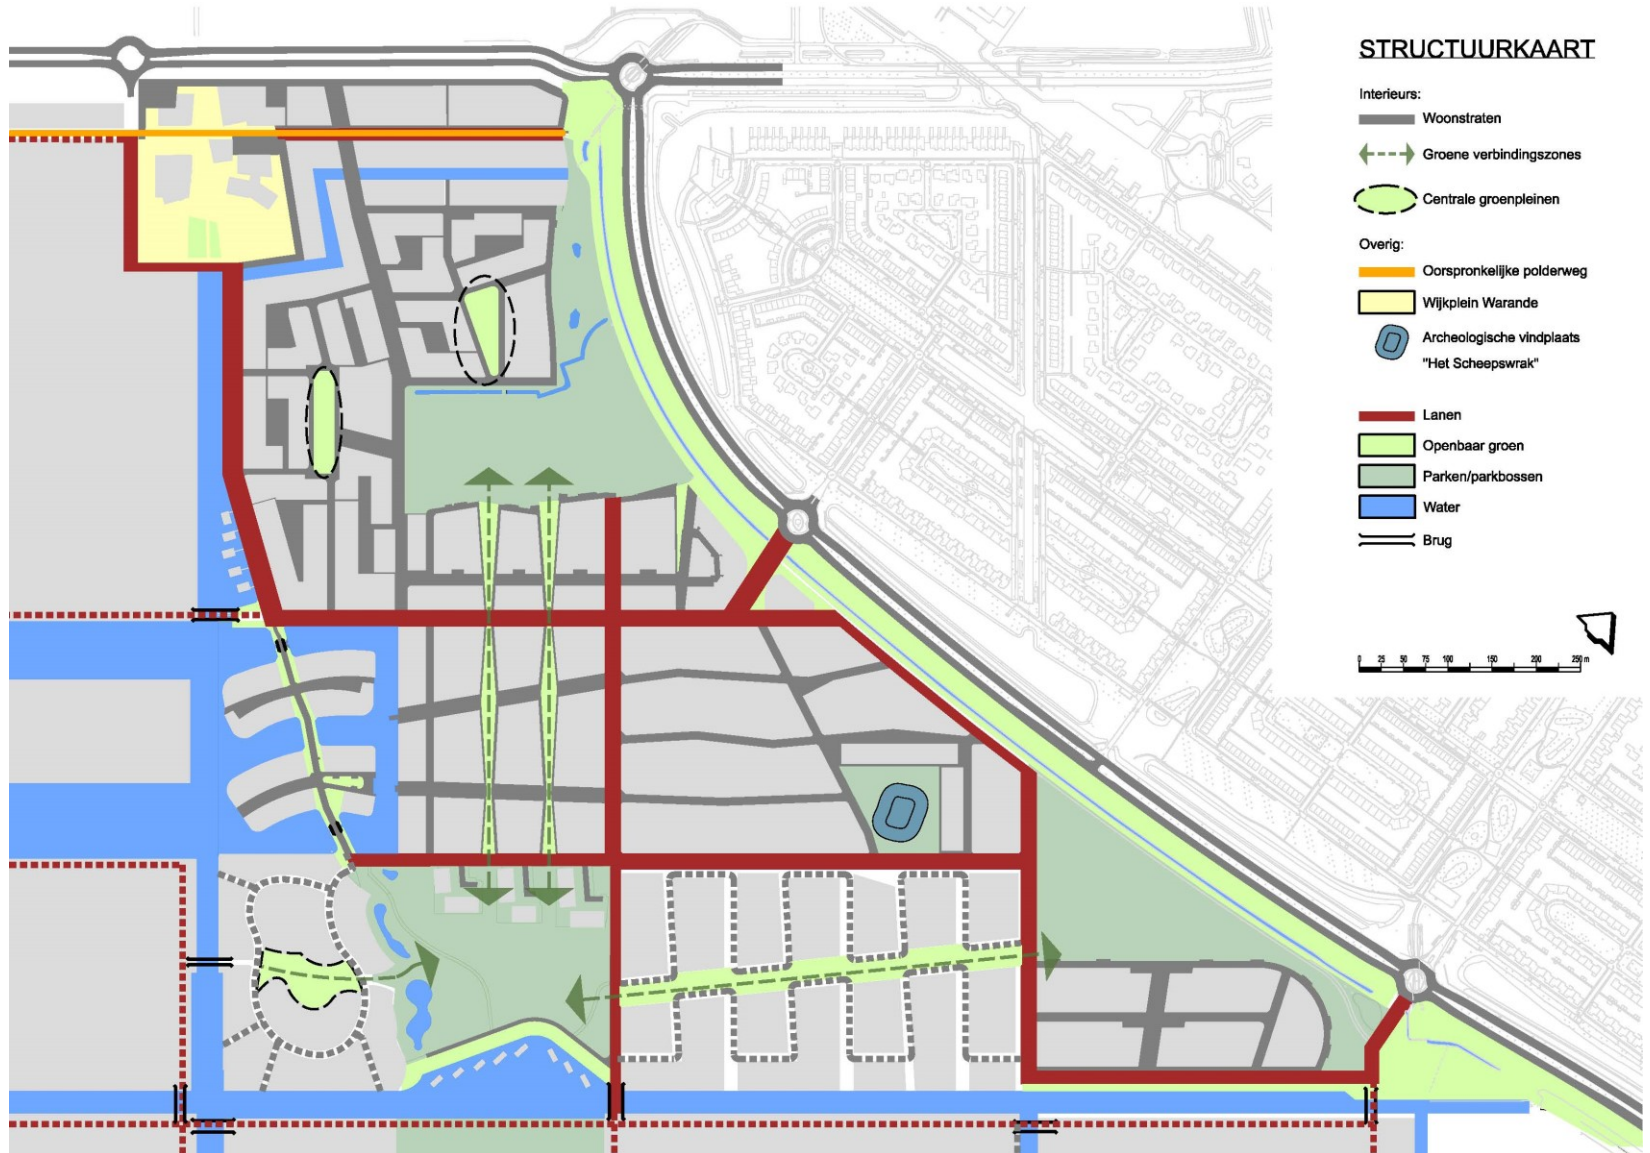 STRUCTUURKAART
Interieurs:
Woonstraten
Groene verbindingszones
Centrale groenpleinen
Overig:
Oorspronkelijke polderweg
Wijkplein Warande
Archeologische vindplaats
"Het Scheepswrak"
Lanen
Openbaar groen
Parken/parkbossen
Water
Brug
0 25 50 75 100 150 200 250 m